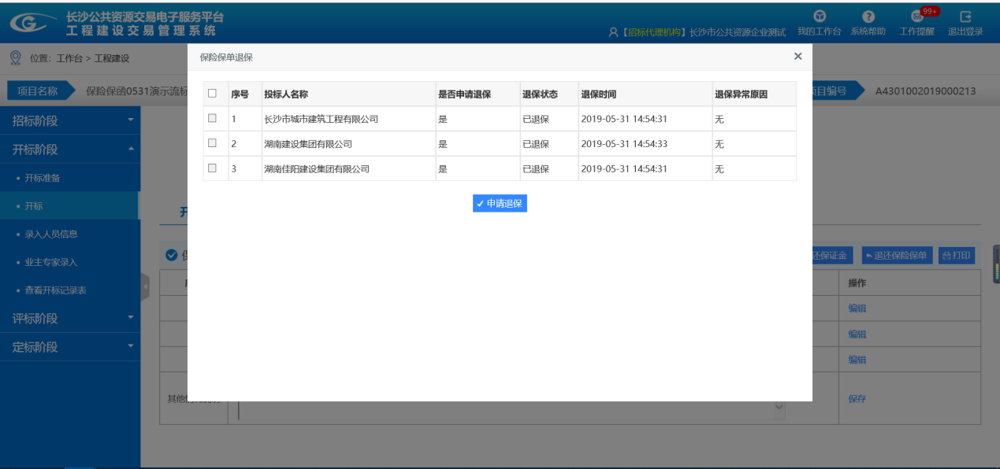 长沙公共资源交易电子服务平台
工程建设交易管理系统
【招标代理机构】长沙市公共资源企业测试
我的工作台
系统帮助
99+
工作提醒
退出登录
位置：工作台 > 工程建设
项目名称
保险保函0531演示流标
项目编号
A4301002019000213
招标阶段
开标阶段
开标准备
开标
录入人员信息
业主专家录入
查看开标记录表
评标阶段
定标阶段
保险保单退保
序号 投标人名称 是否申请退保 退保状态 退保时间 退保异常原因
1 长沙市城市建筑工程有限公司 是 已退保 2019-05-31 14:54:31 无
2 湖南建设集团有限公司 是 已退保 2019-05-31 14:54:33 无
3 湖南佳阳建设集团有限公司 是 已退保 2019-05-31 14:54:31 无
申请退保
还保证金
退还保险保单
打印
操作
编辑
编辑
编辑
其他
保存